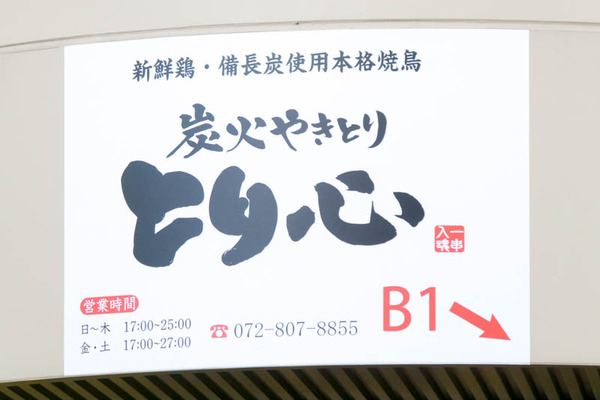 新鮮鶏・備長炭使用本格焼鳥
炭火やきとり
とり心
一串
入魂
営業時間
日～木 17:00~25:00
金・土 17:00~27:00
☎072-807-8855
B1